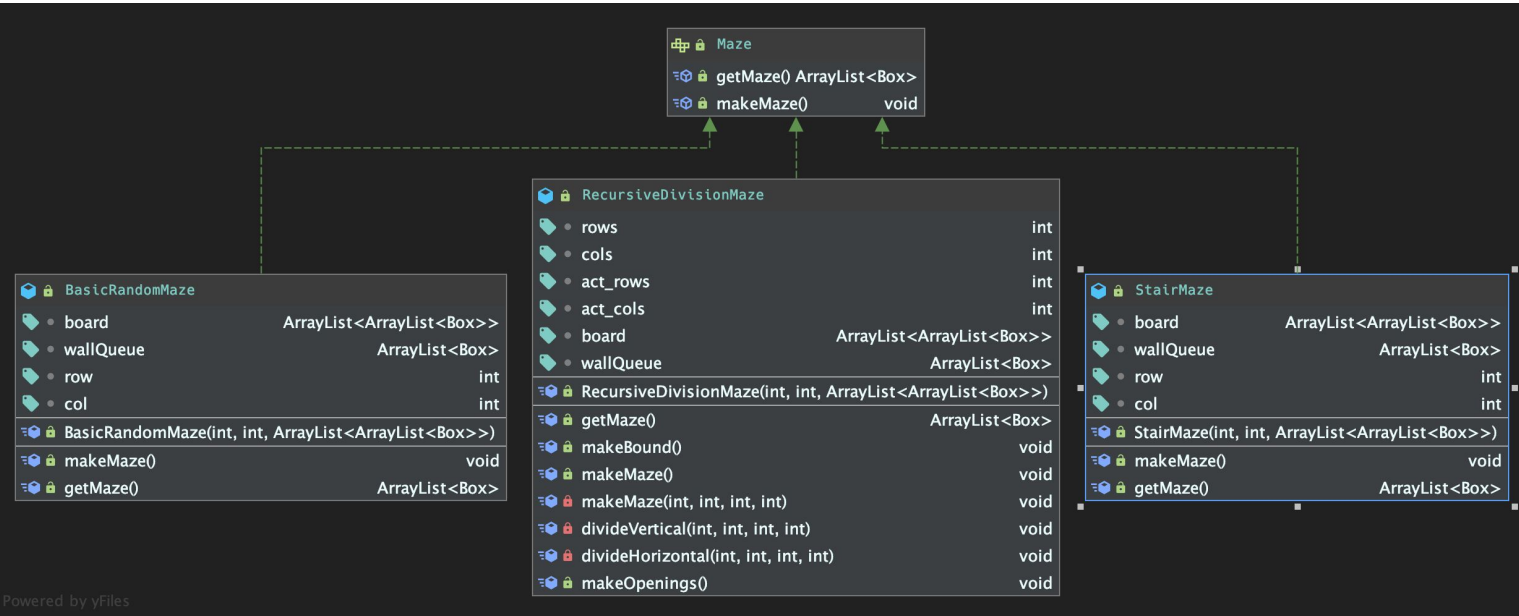 Maze
getMaze() ArrayList<Box>
makeMaze() void
RecursiveDivisionMaze
rows int
cols int
act_rows int
act_cols int
board ArrayList<ArrayList<Box>>
wallQueue ArrayList<Box>
RecursiveDivisionMaze(int, int, ArrayList<ArrayList<Box>>)
getMaze() ArrayList<Box>
makeBound() void
makeMaze() void
makeMaze(int, int, int, int) void
divideVertical(int, int, int, int) void
divideHorizontal(int, int, int, int) void
makeOpenings() void
BasicRandomMaze
board ArrayList<ArrayList<Box>>
wallQueue ArrayList<Box>
row int
col int
BasicRandomMaze(int, int, ArrayList<ArrayList<Box>>)
makeMaze() void
getMaze() ArrayList<Box>
StairMaze
board ArrayList<ArrayList<Box>>
wallQueue ArrayList<Box>
row int
col int
StairMaze(int, int, ArrayList<ArrayList<Box>>)
makeMaze() void
getMaze() ArrayList<Box>
Powered by yFiles